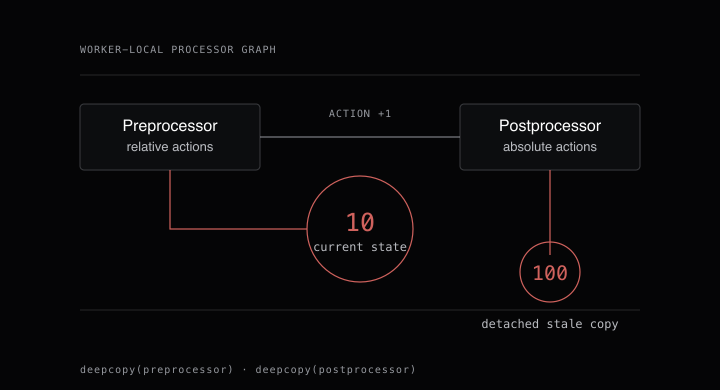 WORKER–LOCAL PROCESSOR GRAPH
Preprocessor
relative actions
ACTION +1
Postprocessor
absolute actions
10
current state
100
detached stale copy
deepcopy(preprocessor) · deepcopy(postprocessor)